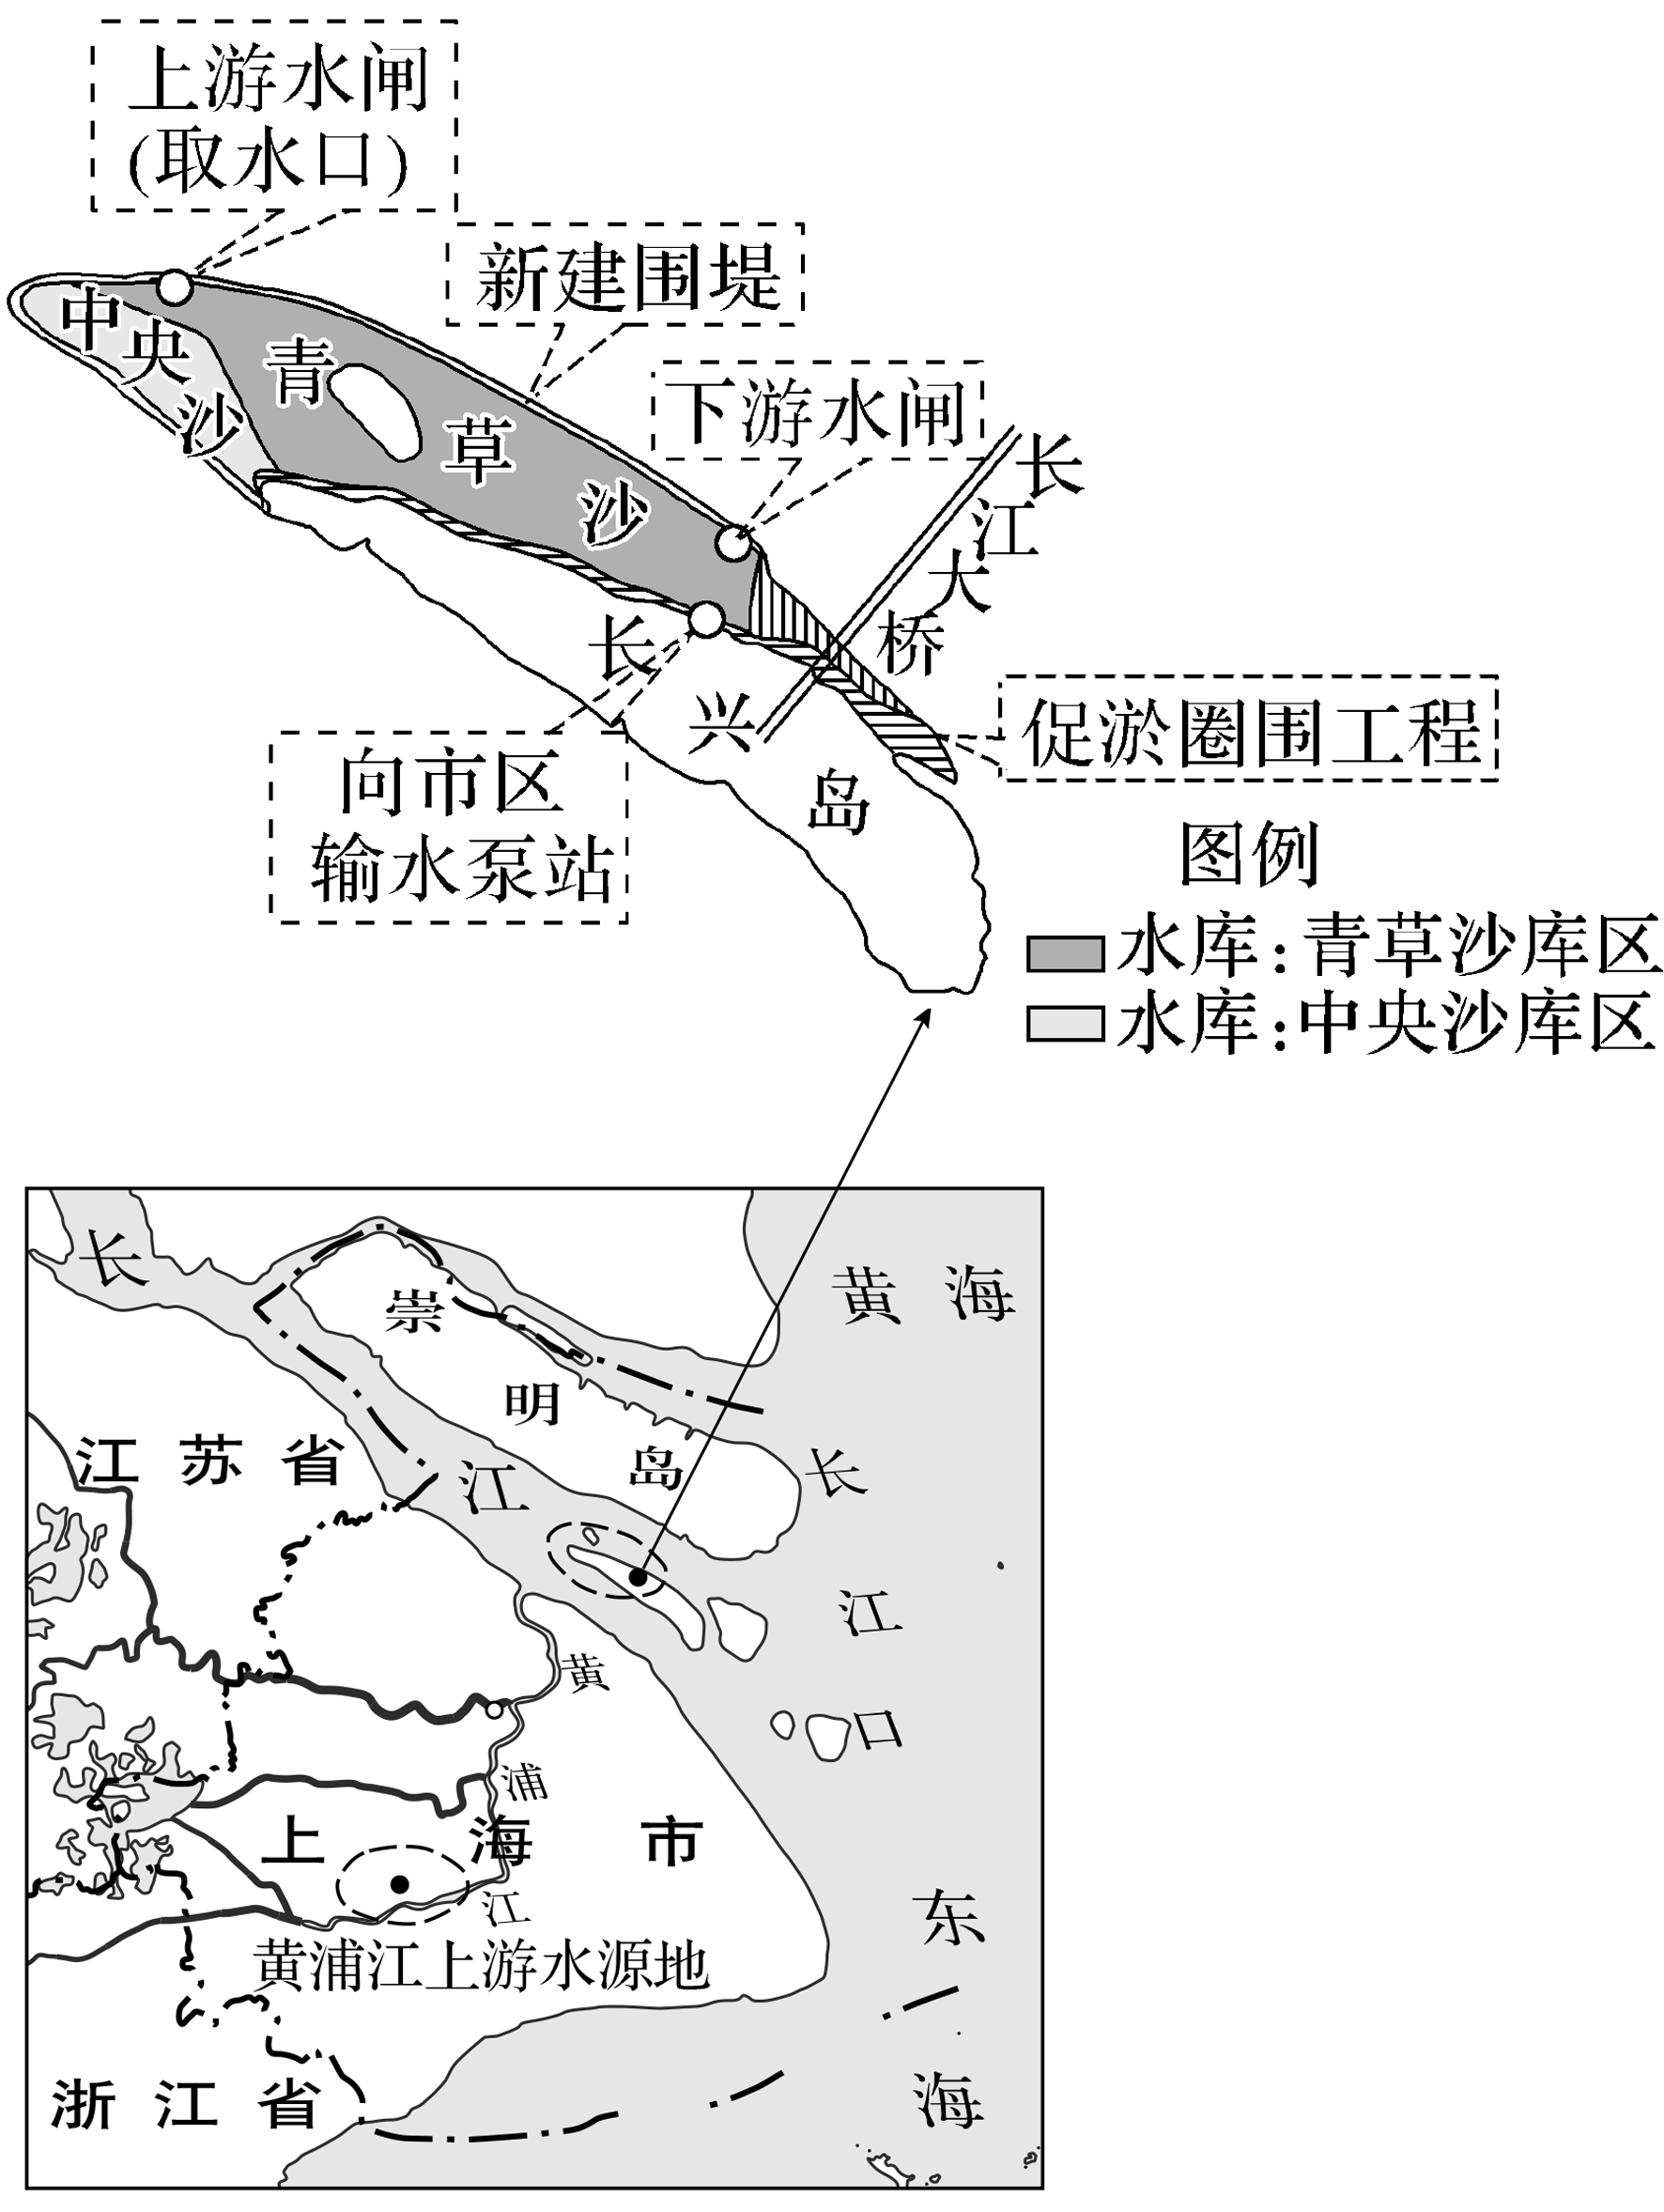 上游水闸
(取水口)
新建围堤
下游水闸
中央沙
青草沙
长江大桥
长兴岛
向市区
输水泵站
促淤圈围工程
图例
水库:青草沙库区
水库:中央沙库区
长江
崇明岛
黄海
江苏省
长江口
黄浦江
上海市
黄浦江上游水源地
东海
浙江省